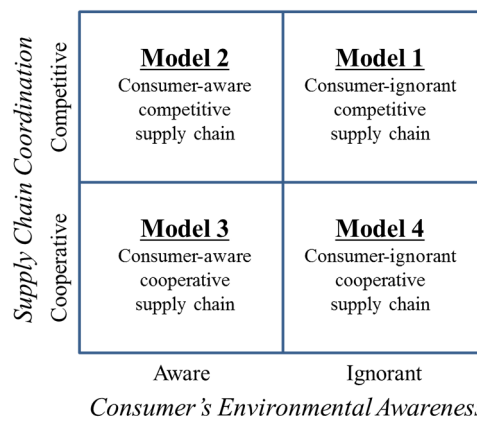 Supply Chain Coordination
Competitive
Cooperative
Model 2
Consumer-aware
competitive
supply chain
Model 1
Consumer-ignorant
competitive
supply chain
Model 3
Consumer-aware
cooperative
supply chain
Model 4
Consumer-ignorant
cooperative
supply chain
Aware
Ignorant
Consumer's Environmental Awareness